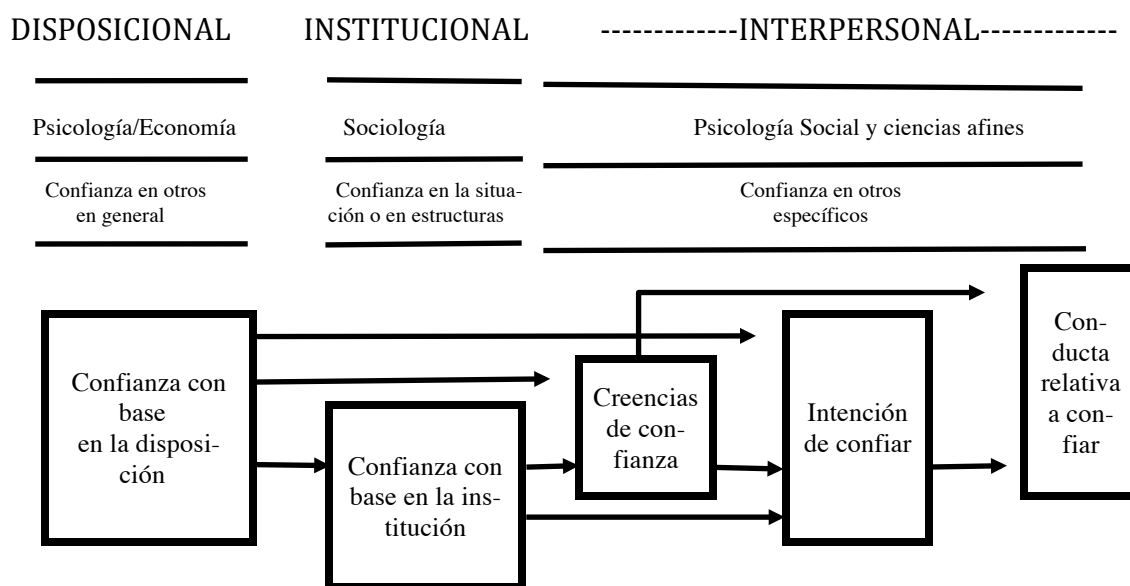 DISPOSICIONAL
INSTITUCIONAL
-------------INTERPERSONAL-------------
Psicología/Economía
Sociología
Psicología Social y ciencias afines
Confianza en otros
en general
Confianza en la situa-
ción o en estructuras
Confianza en otros
específicos
Confianza con
base
en la disposi-
ción
Confianza con
base en la ins-
titución
Creencias
de con-
fianza
Intención
de confiar
Con-
ducta
relativa
a con-
fiar